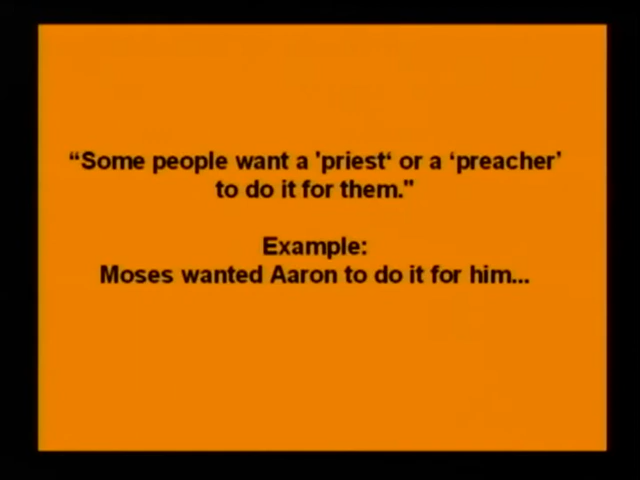 “Some people want a 'priest‘ or a ‘preacher'
to do it for them."
Example:
Moses wanted Aaron to do it for him...